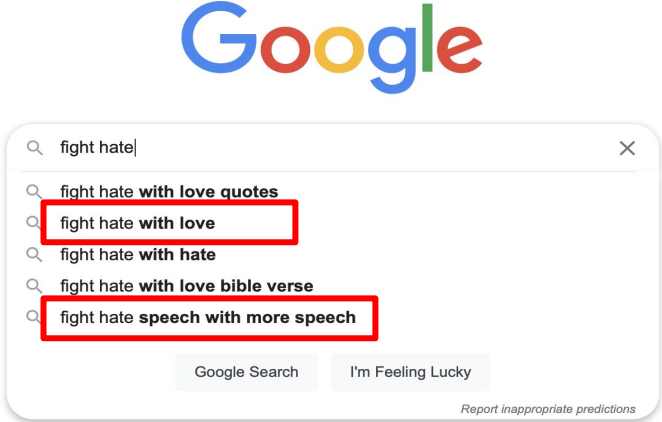 Google
fight hate
fight hate with love quotes
fight hate with love
fight hate with hate
fight hate with love bible verse
fight hate speech with more speech
Google Search
I'm Feeling Lucky
Report inappropriate predictions